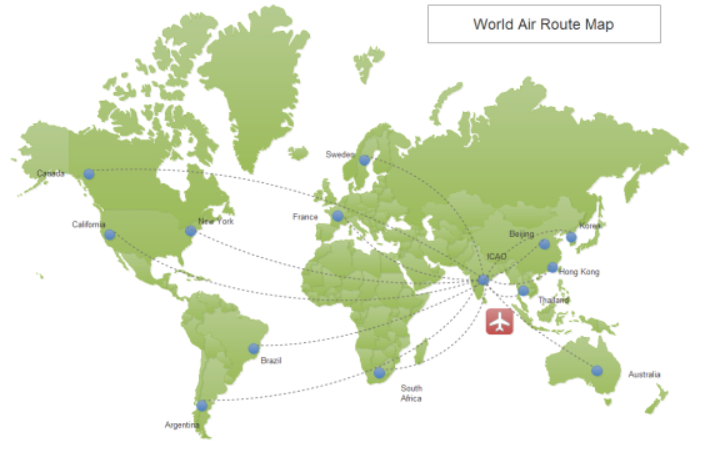 World Air Route Map
Sweden
Canada
California
New York
France
Korea
Beijing
ICAO
Hong Kong
Thailand
Brazil
Australia
South
Africa
Argentina